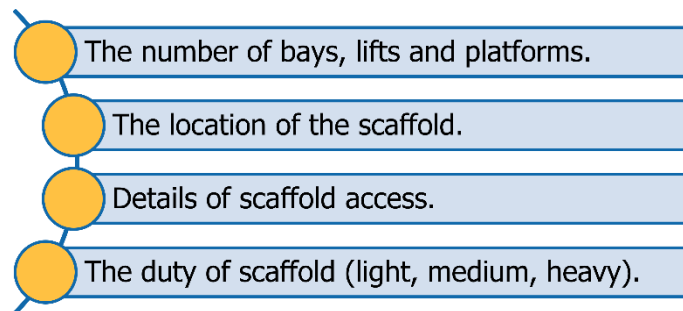 The number of bays, lifts and platforms.
The location of the scaffold.
Details of scaffold access.
The duty of scaffold (light, medium, heavy).